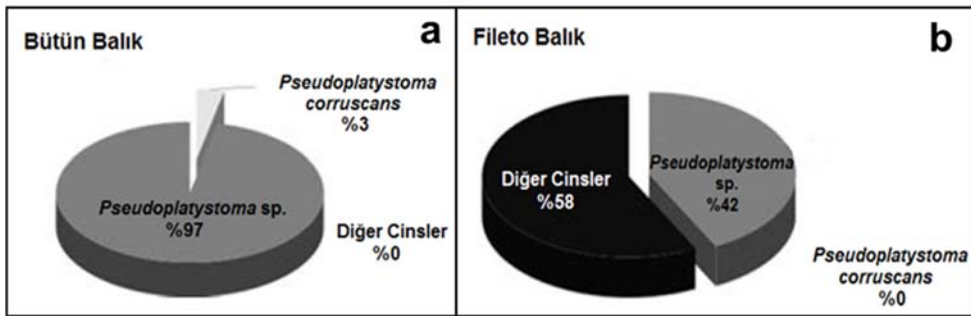 Bütün Balık
a
Pseudoplatystoma
corruscans
%3
Pseudoplatystoma sp.
%97
Diğer Cinsler
%0
Fileto Balık
b
Diğer Cinsler
%58
Pseudoplatystoma
sp.
%42
Pseudoplatystoma
corruscans
%0